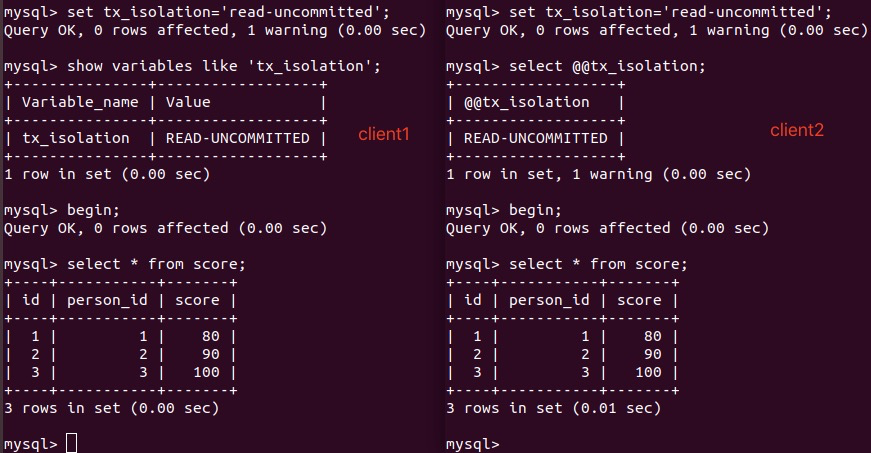 mysql> set tx_isolation='read-uncommitted';
Query OK, 0 rows affected, 1 warning (0.00 sec)
mysql> show variables like 'tx_isolation';
+---------------+------------------+
| Variable_name | Value            |
+---------------+------------------+
| tx_isolation  | READ-UNCOMMITTED |
+---------------+------------------+
1 row in set (0.00 sec)
mysql> begin;
Query OK, 0 rows affected (0.00 sec)
mysql> select * from score;
+----+-----------+-------+
| id | person_id | score |
+----+-----------+-------+
|  1 |         1 |    80 |
|  2 |         2 |    90 |
|  3 |         3 |   100 |
+----+-----------+-------+
3 rows in set (0.00 sec)
mysql>
client1
mysql> set tx_isolation='read-uncommitted';
Query OK, 0 rows affected, 1 warning (0.00 sec)
mysql> select @@tx_isolation;
+------------------+
| @@tx_isolation   |
+------------------+
| READ-UNCOMMITTED |
+------------------+
1 row in set, 1 warning (0.00 sec)
mysql> begin;
Query OK, 0 rows affected (0.00 sec)
mysql> select * from score;
+----+-----------+-------+
| id | person_id | score |
+----+-----------+-------+
|  1 |         1 |    80 |
|  2 |         2 |    90 |
|  3 |         3 |   100 |
+----+-----------+-------+
3 rows in set (0.01 sec)
mysql>
client2